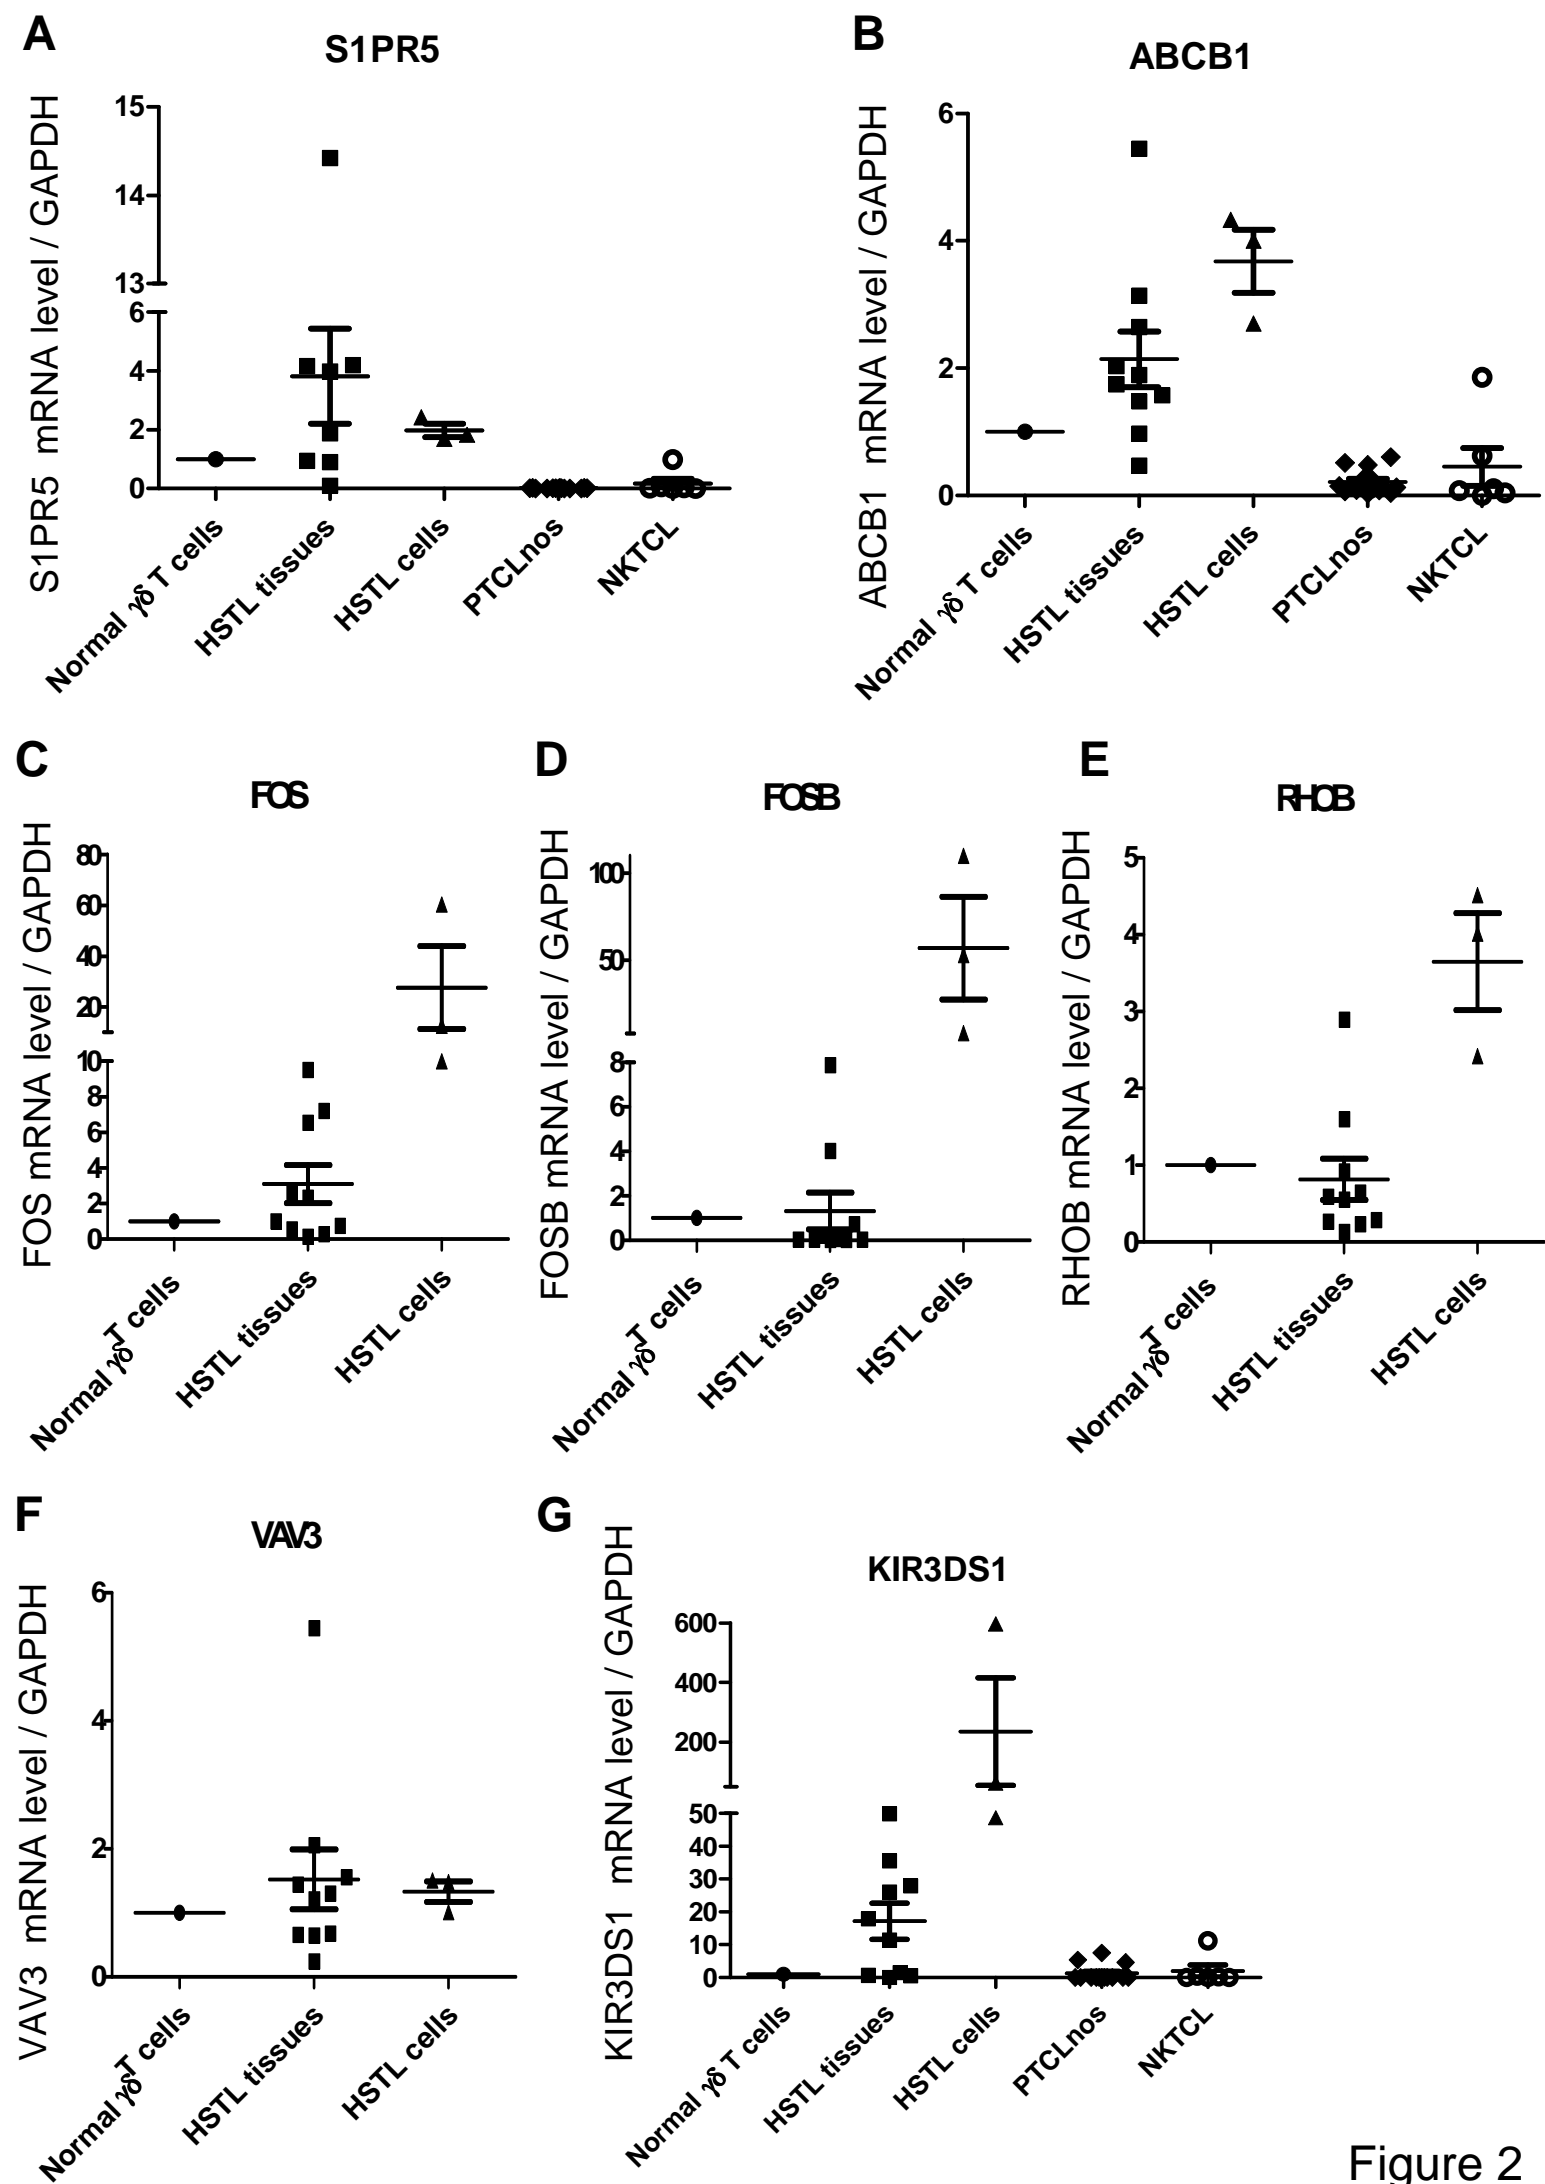 A
S1PR5
S1PR5 mRNA level / GAPDH
15
14
13
6
4
2
0
Normal γδ T cells
HSTL tissues
HSTL cells
PTCLnos
NKTCL
B
ABCB1
ABCB1 mRNA level / GAPDH
6
4
2
0
Normal γδ T cells
HSTL tissues
HSTL cells
PTCLnos
NKTCL
C
FOS
FOS mRNA level / GAPDH
80
60
40
20
10
8
6
4
2
0
Normal γδ T cells
HSTL tissues
HSTL cells
D
FOSB
FOSB mRNA level / GAPDH
100
50
8
6
4
2
0
Normal γδ T cells
HSTL tissues
HSTL cells
E
RHOB
RHOB mRNA level / GAPDH
5
4
3
2
1
0
Normal γδ T cells
HSTL tissues
HSTL cells
F
VAV3
VAV3 mRNA level / GAPDH
6
4
2
0
Normal γδ T cells
HSTL tissues
HSTL cells
G
KIR3DS1
KIR3DS1 mRNA level / GAPDH
600
400
200
50
40
30
20
10
0
Normal γδ T cells
HSTL tissues
HSTL cells
PTCLnos
NKTCL
Figure 2